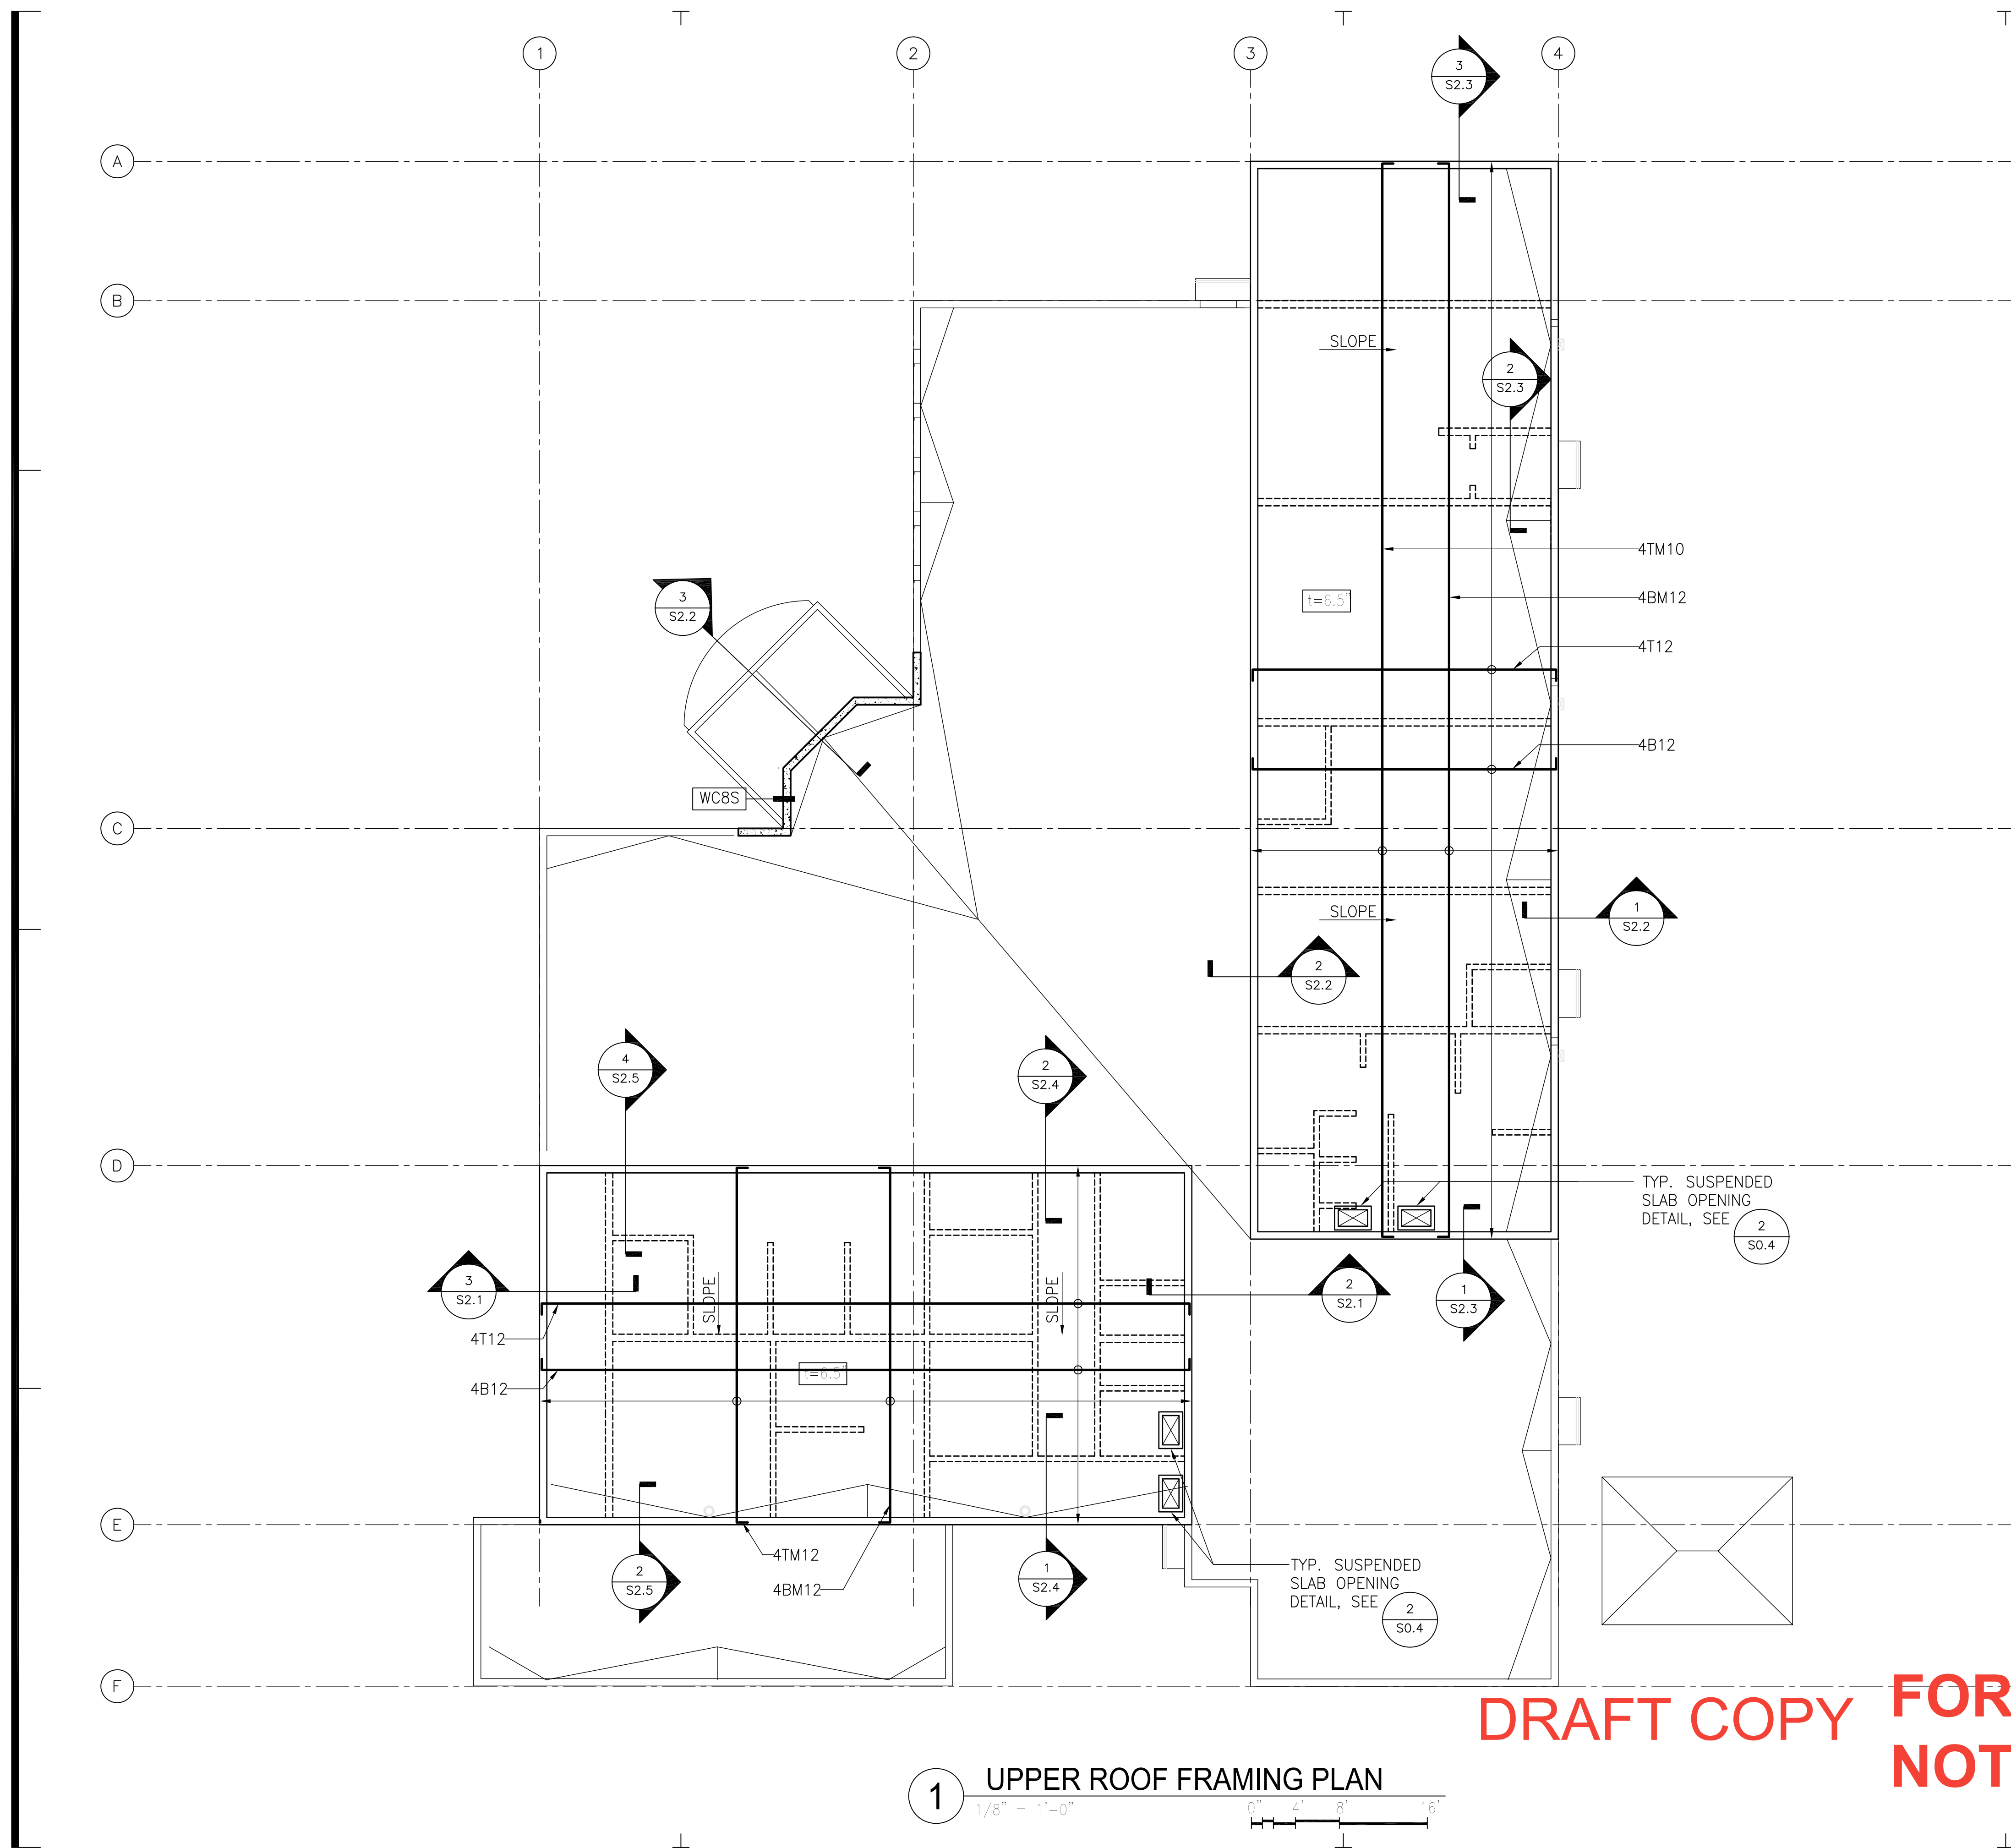 1
2
3
4
3
S2.3
A
B
SLOPE
2
S2.3
4TM10
t=6.5"
4BM12
3
S2.2
4T12
4B12
WC8S
C
SLOPE
1
S2.2
2
S2.2
4
S2.5
2
S2.4
D
TYP. SUSPENDED
SLAB OPENING
DETAIL, SEE
2
S0.4
3
S2.1
SLOPE
SLOPE
2
S2.1
1
S2.3
4T12
t=6.5"
4B12
E
4TM12
4BM12
2
S2.5
1
S2.4
TYP. SUSPENDED
SLAB OPENING
DETAIL, SEE
2
S0.4
F
DRAFT COPY
FOR
NOT
1
UPPER ROOF FRAMING PLAN
1/8" = 1'-0"
0" 4' 8' 16'